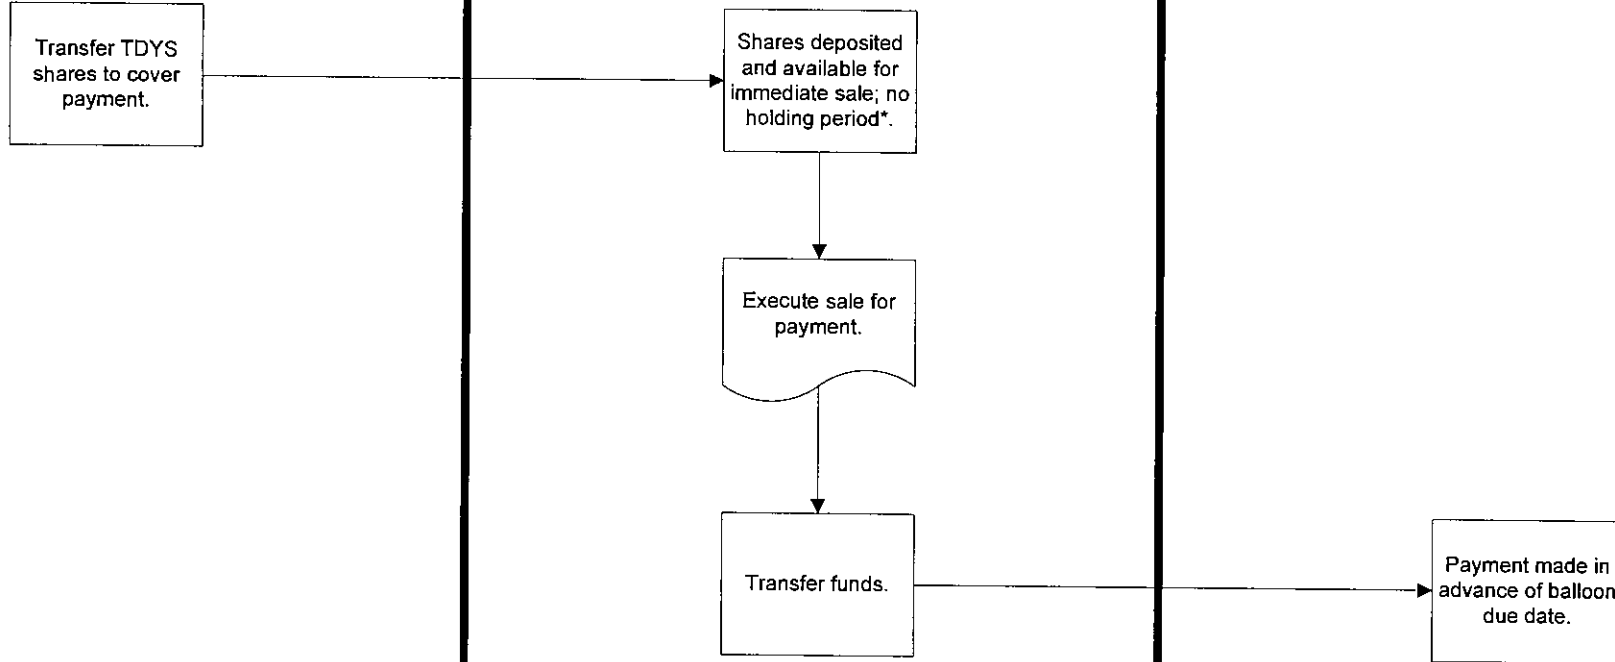 Transfer TDYS
shares to cover
payment.
Shares deposited
and available for
immediate sale; no
holding period*.
Execute sale for
payment.
Transfer funds.
Payment made in
advance of balloon
due date.